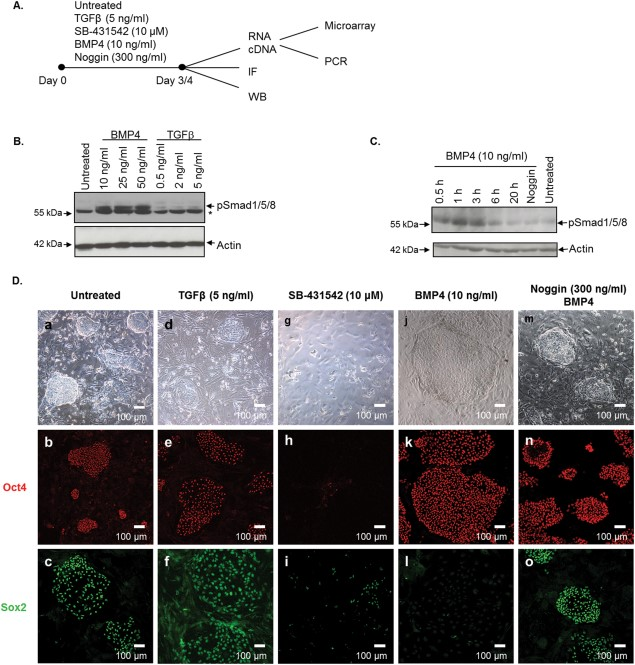 A.
Untreated
TGFβ (5 ng/ml)
SB-431542 (10 µM)
BMP4 (10 ng/ml)
Noggin (300 ng/ml)
Day 0
Day 3/4
RNA
cDNA
IF
WB
Microarray
PCR
B.
BMP4
TGFβ
Untreated
10 ng/ml
25 ng/ml
50 ng/ml
0.5 ng/ml
2 ng/ml
5 ng/ml
55 kDa
pSmad1/5/8
*
42 kDa
Actin
C.
BMP4 (10 ng/ml)
0.5 h
1 h
3 h
6 h
20 h
Noggin
Untreated
55 kDa
pSmad1/5/8
42 kDa
Actin
D.
Untreated
TGFβ (5 ng/ml)
SB-431542 (10 µM)
BMP4 (10 ng/ml)
Noggin (300 ng/ml)
BMP4
a
100 µm
d
100 µm
g
100 µm
j
100 µm
m
100 µm
Oct4
b
100 µm
e
100 µm
h
100 µm
k
100 µm
n
100 µm
Sox2
c
100 µm
f
100 µm
i
100 µm
l
100 µm
o
100 µm